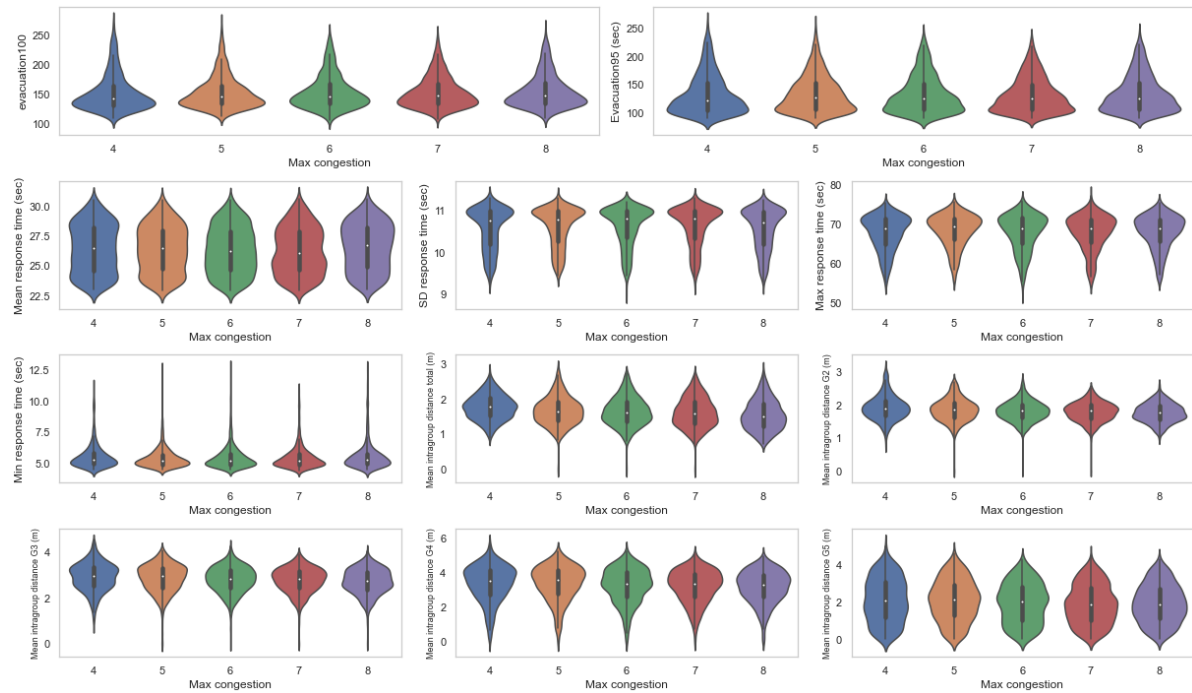 evacuation100
250
200
150
100
4 5 6 7 8
Max congestion
Evacuation95 (sec)
250
200
150
100
4 5 6 7 8
Max congestion
Mean response time (sec)
30.0
27.5
25.0
22.5
4 5 6 7 8
Max congestion
SD response time (sec)
11
10
9
4 5 6 7 8
Max congestion
Max response time (sec)
80
70
60
50
4 5 6 7 8
Max congestion
Min response time (sec)
12.5
10.0
7.5
5.0
4 5 6 7 8
Max congestion
Mean intragroup distance total (m)
3
2
1
0
4 5 6 7 8
Max congestion
Mean intragroup distance G2 (m)
3
2
1
0
4 5 6 7 8
Max congestion
Mean intragroup distance G3 (m)
4
2
0
4 5 6 7 8
Max congestion
Mean intragroup distance G4 (m)
6
4
2
0
4 5 6 7 8
Max congestion
Mean intragroup distance G5 (m)
4
2
0
4 5 6 7 8
Max congestion